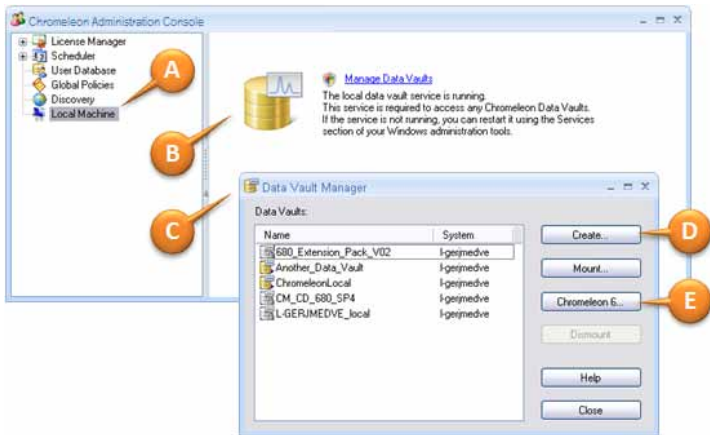 Chromeleon Administration Console
License Manager
Scheduler
User Database
Global Policies
Discovery
Local Machine
A
B
Manage Data Vaults
The local data vault service is running.
This service is required to access any Chromeleon Data Vaults.
If the service is not running, you can restart it using the Services
section of your Windows administration tools.
C
Data Vault Manager
Data Vaults:
Name System
680_Extension_Pack_V02 l-gerjmedve
Another_Data_Vault l-gerjmedve
ChromeleonLocal l-gerjmedve
CM_CD_680_SP4 l-gerjmedve
L-GERJMEDVE_local l-gerjmedve
Create...
D
Mount...
Chromeleon 6...
E
Dismount
Help
Close